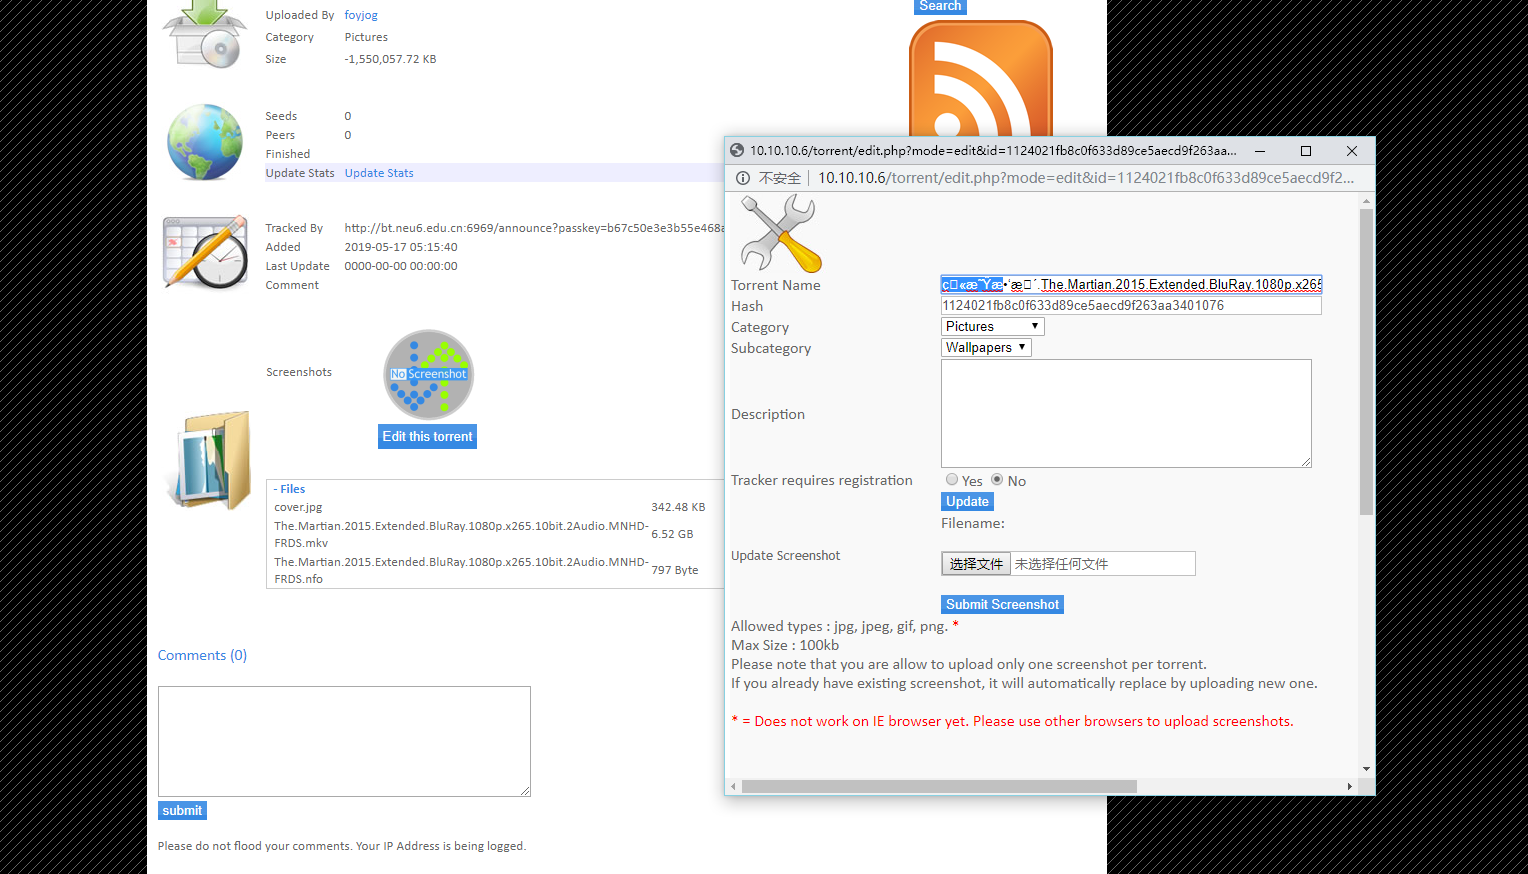 Uploaded By foyjog
Category Pictures
Size -1,550,057.72 KB
Seeds 0
Peers 0
Finished
Update Stats Update Stats
Tracked By http://bt.neu6.edu.cn:6969/announce?passkey=b67c50e3e3b55e468a
Added 2019-05-17 05:15:40
Last Update 0000-00-00 00:00:00
Comment
Screenshots
No Screenshot
Edit this torrent
- Files
cover.jpg 342.48 KB
The.Martian.2015.Extended.BluRay.1080p.x265.10bit.2Audio.MNHD-
FRDS.mkv 6.52 GB
The.Martian.2015.Extended.BluRay.1080p.x265.10bit.2Audio.MNHD-
FRDS.nfo 797 Byte
Comments (0)
submit
Please do not flood your comments. Your IP Address is being logged.
Search
10.10.10.6/torrent/edit.php?mode=edit&id=1124021fb8c0f633d89ce5aecd9f263aa...
不安全 10.10.10.6/torrent/edit.php?mode=edit&id=1124021fb8c0f633d89ce5aecd9f2...
Torrent Name .The.Martian.2015.Extended.BluRay.1080p.x265
Hash 1124021fb8c0f633d89ce5aecd9f263aa3401076
Category Pictures
Subcategory Wallpapers
Description
Tracker requires registration Yes No
Update
Filename:
Update Screenshot 选择文件 未选择任何文件
Submit Screenshot
Allowed types : jpg, jpeg, gif, png. *
Max Size : 100kb
Please note that you are allow to upload only one screenshot per torrent.
If you already have existing screenshot, it will automatically replace by uploading new one.
* = Does not work on IE browser yet. Please use other browsers to upload screenshots.